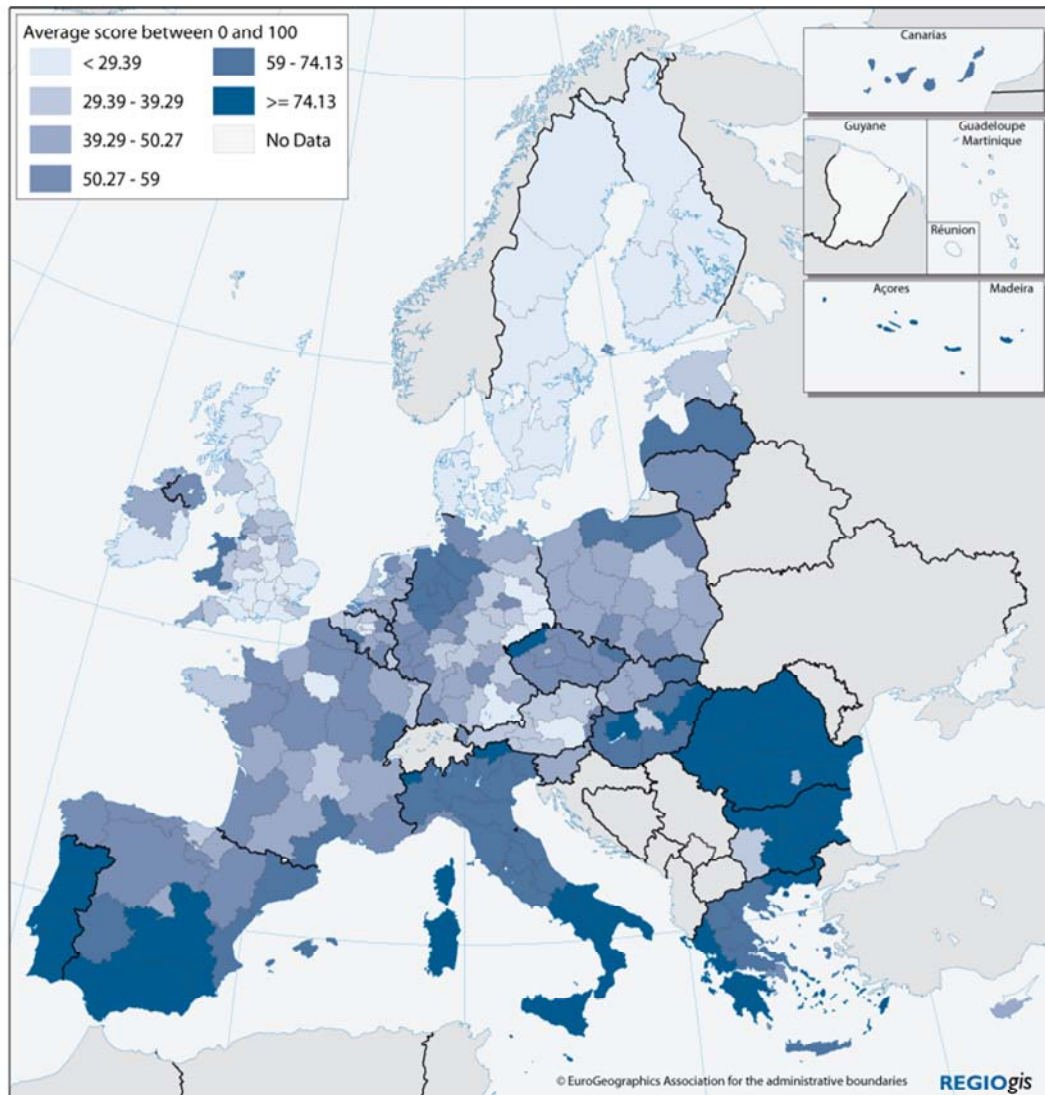 Average score between 0 and 100
< 29.39
29.39 - 39.29
39.29 - 50.27
50.27 - 59
59 - 74.13
>= 74.13
No Data
Canarias
Guyane
Guadeloupe
Martinique
Réunion
Açores
Madeira
© EuroGeographics Association for the administrative boundaries
REGIOgis